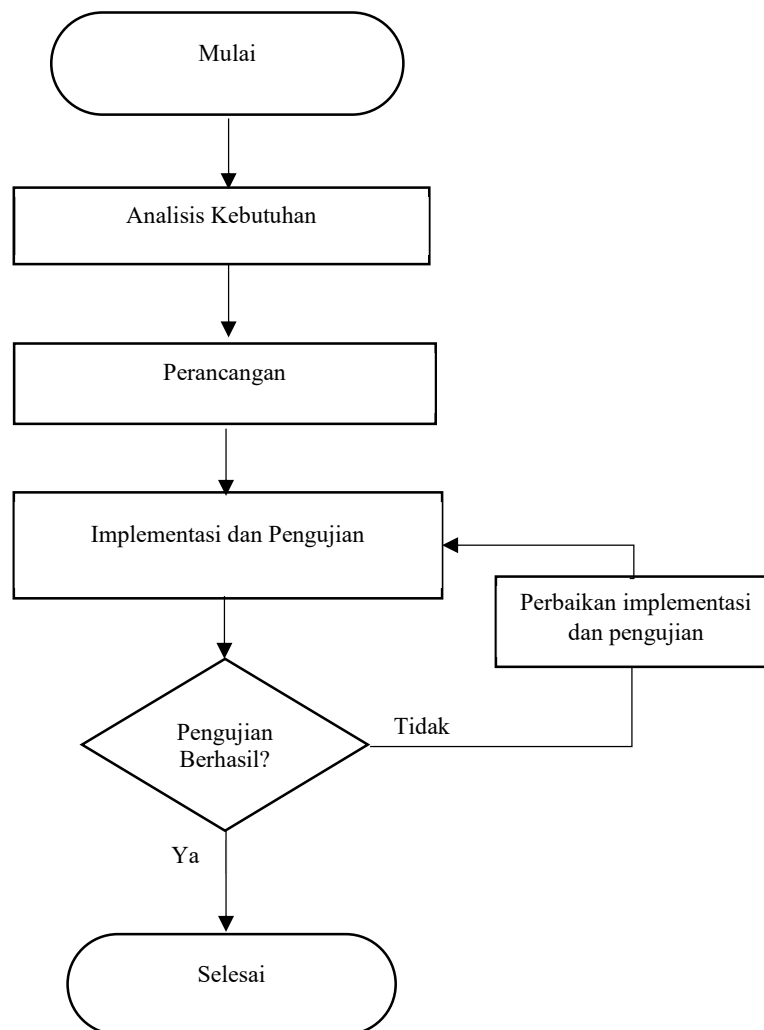 Mulai
Analisis Kebutuhan
Perancangan
Implementasi dan Pengujian
Perbaikan implementasi
dan pengujian
Pengujian
Berhasil?
Tidak
Ya
Selesai